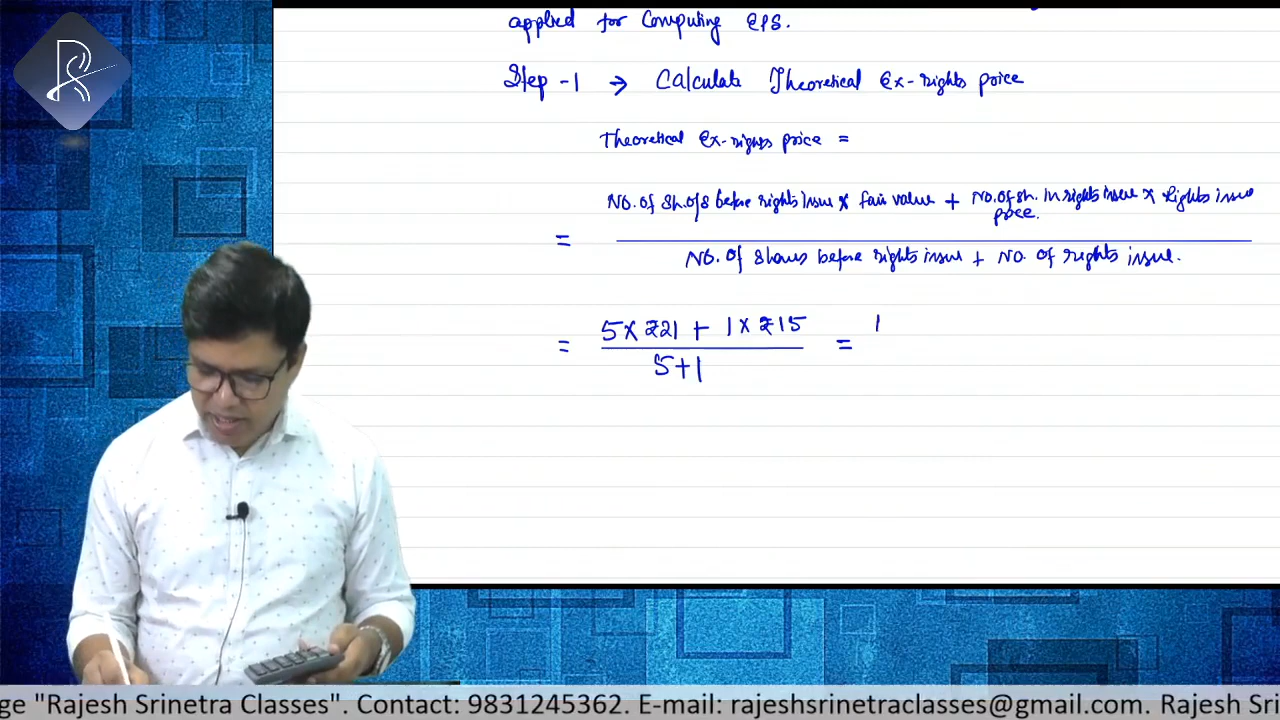 applied for Computing EPS.
Step -1 → Calculate Theoretical Ex-rights price
Theoretical Ex-rights price =
= No. of sh. o/s before rights issue x fair value + No. of sh. in rights issue x Rights issue price.
No. of shares before rights issue + No. of rights issue.
= 5 x ₹21 + 1 x ₹15 = 1
5+1
ge "Rajesh Srinetra Classes". Contact: 9831245362. E-mail: rajeshsrinetraclasses@gmail.com. Rajesh Sri